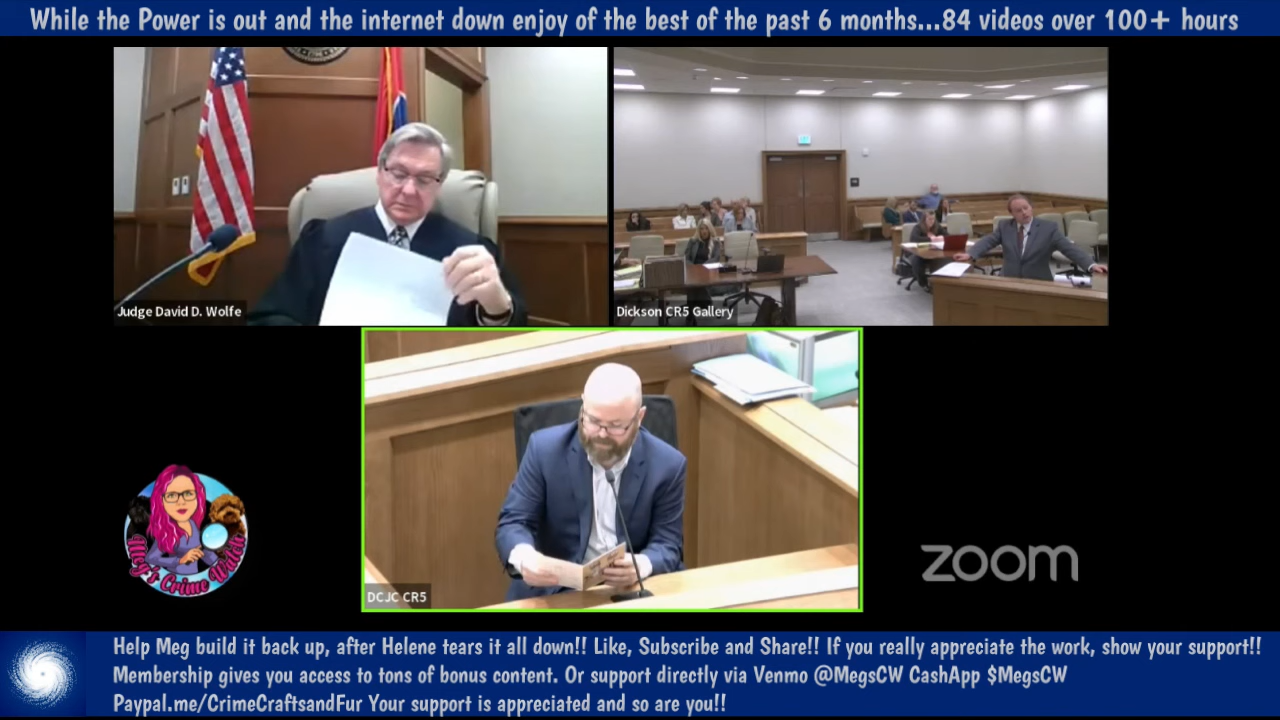 While the Power is out and the internet down enjoy of the best of the past 6 months...84 videos over 100+ hours
Judge David D. Wolfe
Dickson CR5 Gallery
DCJC CR5
Meg's Crime Watch
zoom
Help Meg build it back up, after Helene tears it all down!! Like, Subscribe and Share!! If you really appreciate the work, show your support!!
Membership gives you access to tons of bonus content. Or support directly via Venmo @MegsCW CashApp $MegsCW
Paypal.me/CrimeCraftsandFur Your support is appreciated and so are you!!